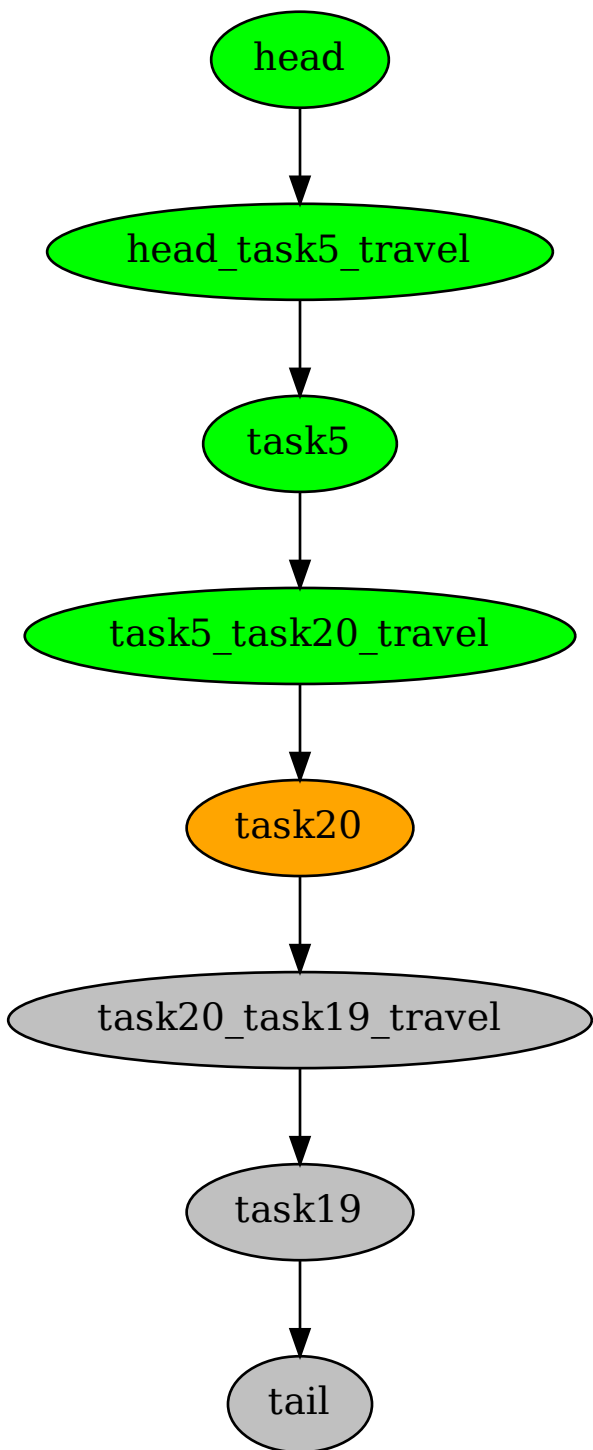 head
head_task5_travel
task5
task5_task20_travel
task20
task20_task19_travel
task19
tail